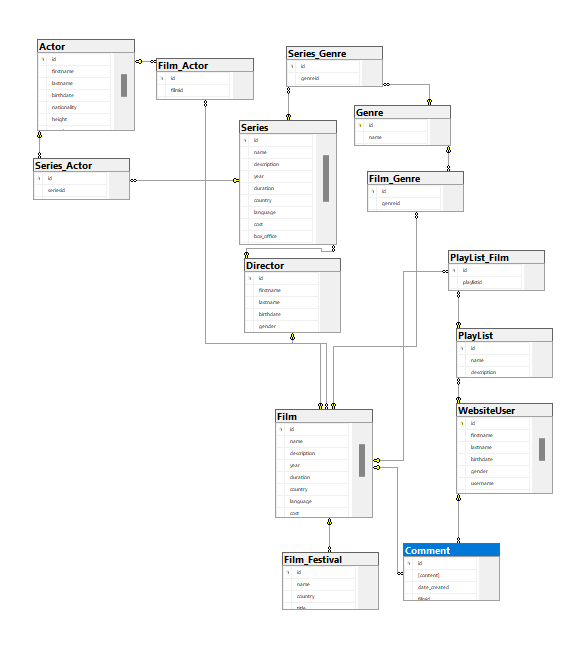 Actor
id
firstname
lastname
birthdate
nationality
height
Film_Actor
id
filmid
Series_Genre
id
genreid
Genre
id
name
Series
id
name
description
year
duration
country
language
cost
box_office
Series_Actor
id
seriesid
Film_Genre
id
genreid
Director
id
firstname
lastname
birthdate
gender
PlayList_Film
id
playlistid
PlayList
id
name
description
WebsiteUser
id
firstname
lastname
birthdate
gender
username
Film
id
name
description
year
duration
country
language
cost
Film_Festival
id
name
country
title
Comment
id
[content]
date_created
filmid